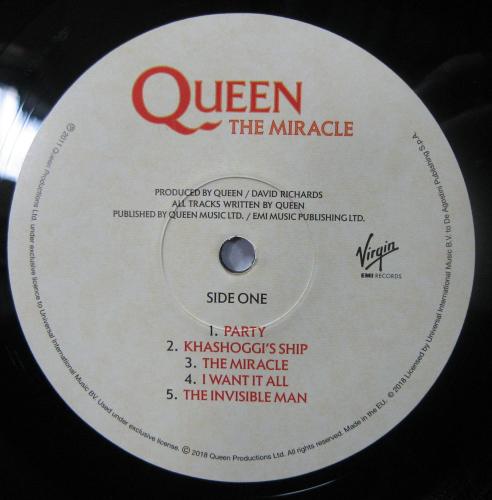 QUEEN
THE MIRACLE
PRODUCED BY QUEEN / DAVID RICHARDS
ALL TRACKS WRITTEN BY QUEEN
PUBLISHED BY QUEEN MUSIC LTD. / EMI MUSIC PUBLISHING LTD.
Virgin
EMI RECORDS
SIDE ONE
1. PARTY
2. KHASHOGGI'S SHIP
3. THE MIRACLE
4. I WANT IT ALL
5. THE INVISIBLE MAN
℗ 2011 Queen Productions Ltd. under exclusive licence to Universal International Music BV. Used under exclusive license. © 2018 Queen Productions Ltd. All rights reserved. Made in the EU. © 2018 Licensed by Universal International Music B.V. to De Agostini Publishing S.p.A.